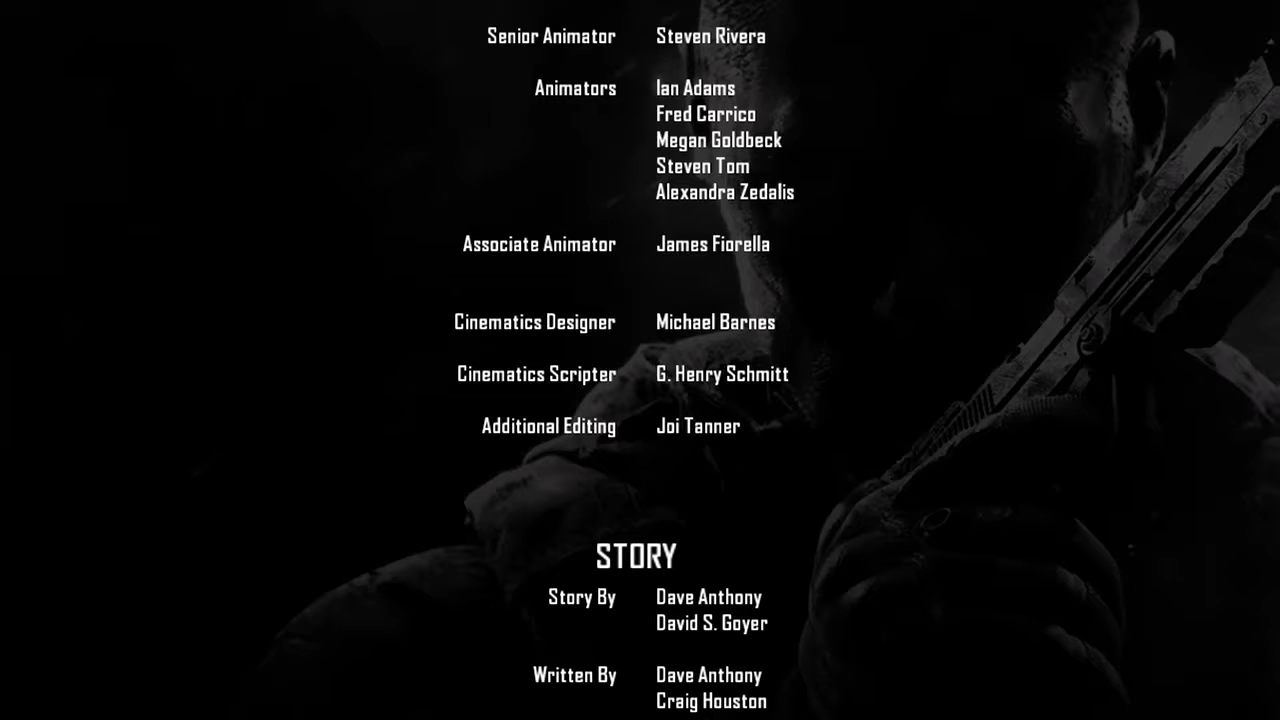 Senior Animator Steven Rivera
Animators Ian Adams
Fred Carrico
Megan Goldbeck
Steven Tom
Alexandra Zedalis
Associate Animator James Fiorella
Cinematics Designer Michael Barnes
Cinematics Scripter G. Henry Schmitt
Additional Editing Joi Tanner
STORY
Story By Dave Anthony
David S. Goyer
Written By Dave Anthony
Craig Houston